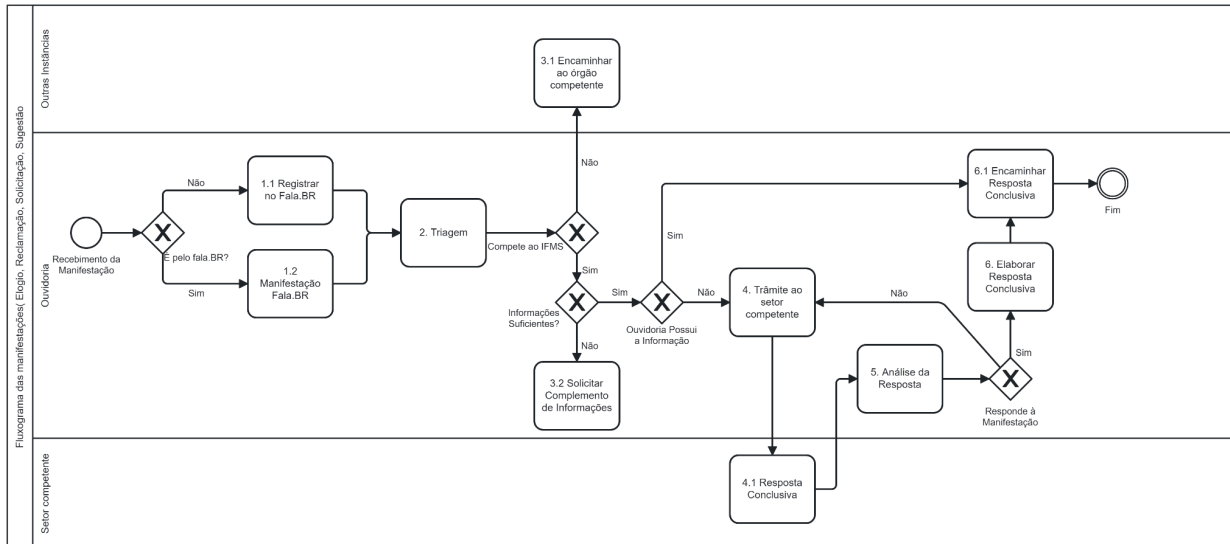 Fluxograma das manifestações( Elogio, Reclamação, Solicitação, Sugestão
Outras Instâncias
3.1 Encaminhar
ao órgão
competente
Não
Ouvidoria
Recebimento da
Manifestação
É pelo fala.BR?
Não
1.1 Registrar
no Fala.BR
Sim
1.2
Manifestação
Fala.BR
2. Triagem
Compete ao IFMS
Sim
Informações
Suficientes?
Não
3.2 Solicitar
Complemento
de Informações
Sim
Ouvidoria Possui
a Informação
Sim
Não
4. Trâmite ao
setor
competente
Não
5. Análise da
Resposta
Responde à
Manifestação
Sim
6. Elaborar
Resposta
Conclusiva
6.1 Encaminhar
Resposta
Conclusiva
Fim
Setor competente
4.1 Resposta
Conclusiva